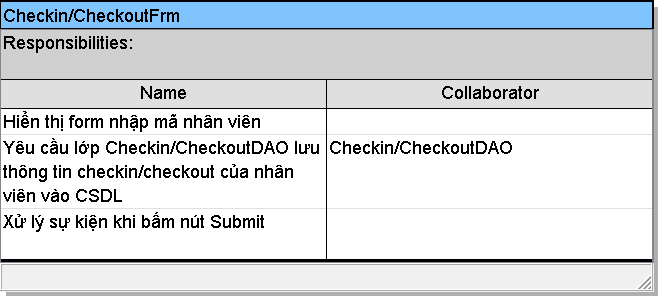 Checkin/CheckoutFrm
Responsibilities:
Name Collaborator
Hiển thị form nhập mã nhân viên
Yêu cầu lớp Checkin/CheckoutDAO lưu Checkin/CheckoutDAO
thông tin checkin/checkout của nhân
viên vào CSDL
Xử lý sự kiện khi bấm nút Submit